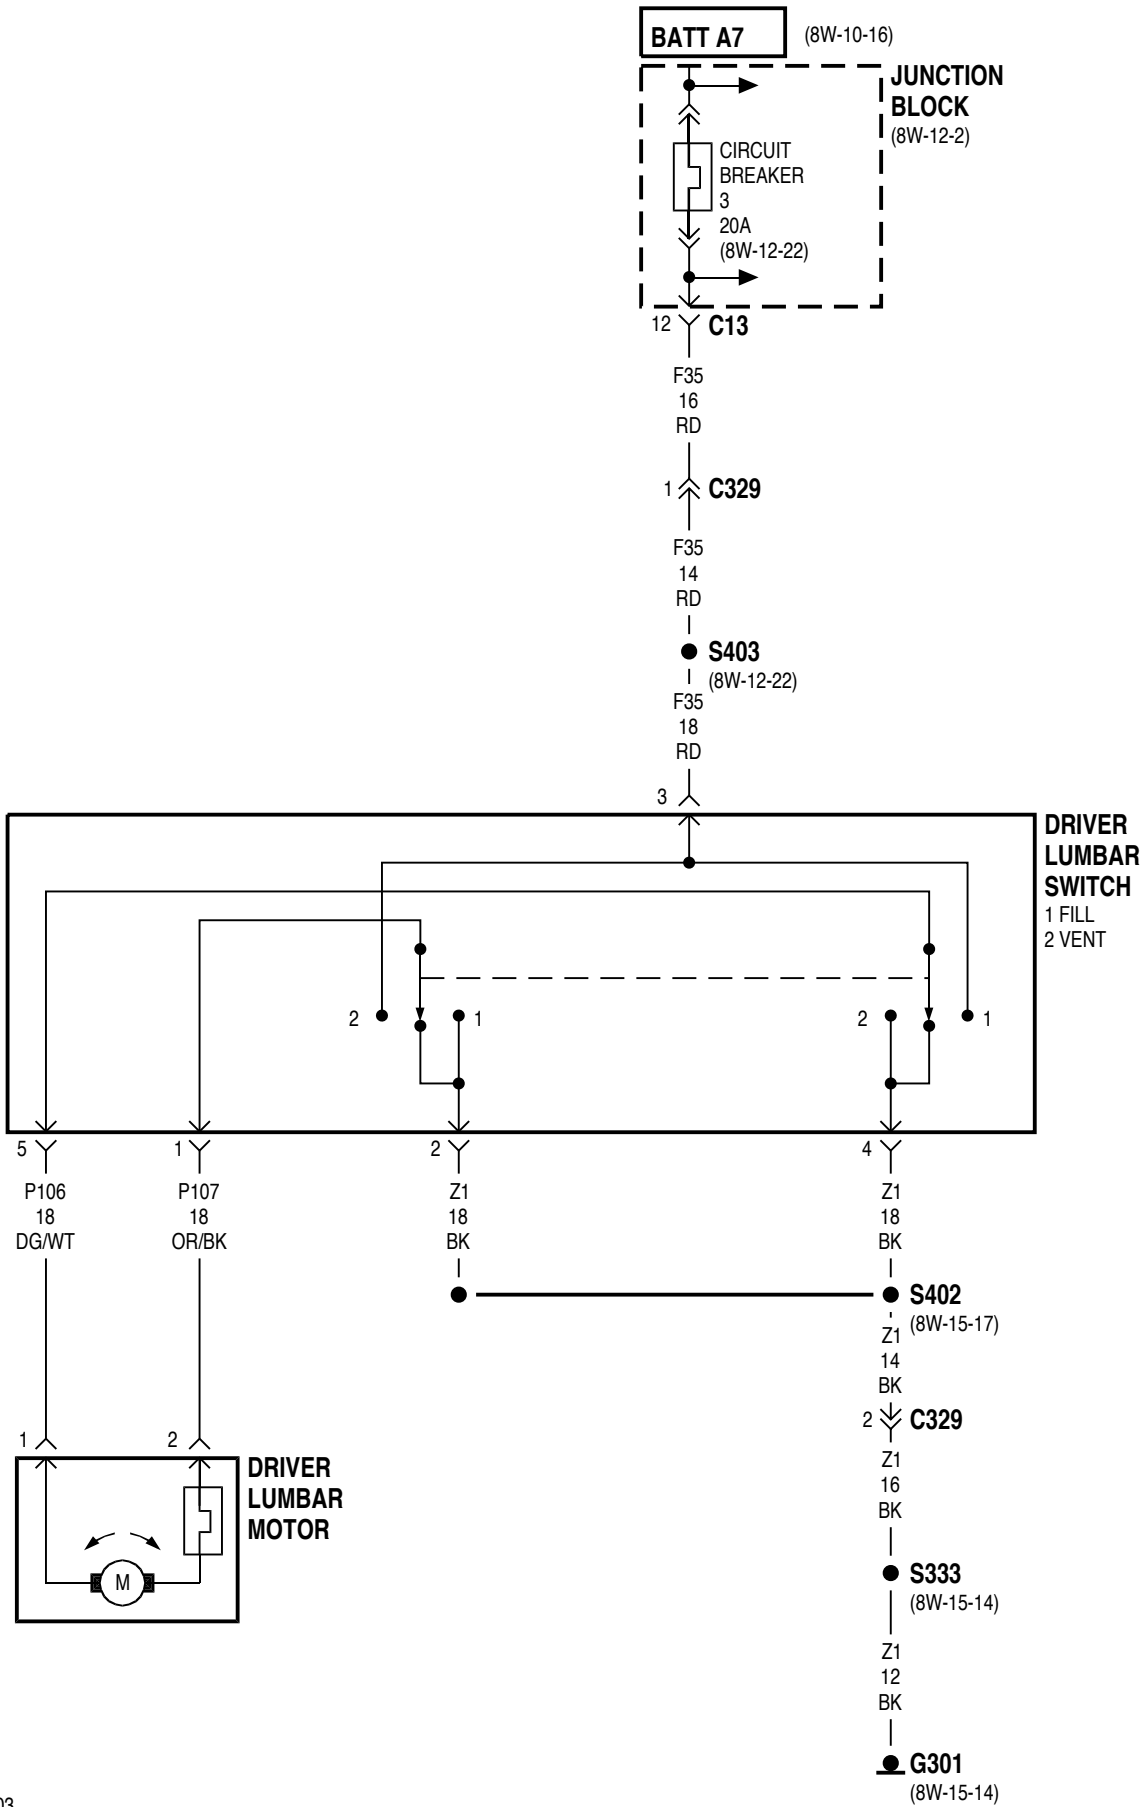 BATT A7
(8W-10-16)
JUNCTION
BLOCK
(8W-12-2)
CIRCUIT
BREAKER
3
20A
(8W-12-22)
12
C13
F35
16
RD
1
C329
F35
14
RD
S403
(8W-12-22)
F35
18
RD
3
DRIVER
LUMBAR
SWITCH
1 FILL
2 VENT
2
1
2
1
5
1
2
4
P106
18
DG/WT
P107
18
OR/BK
Z1
18
BK
Z1
18
BK
S402
(8W-15-17)
Z1
14
BK
2
C329
1
2
DRIVER
LUMBAR
MOTOR
M
Z1
16
BK
S333
(8W-15-14)
Z1
12
BK
G301
(8W-15-14)